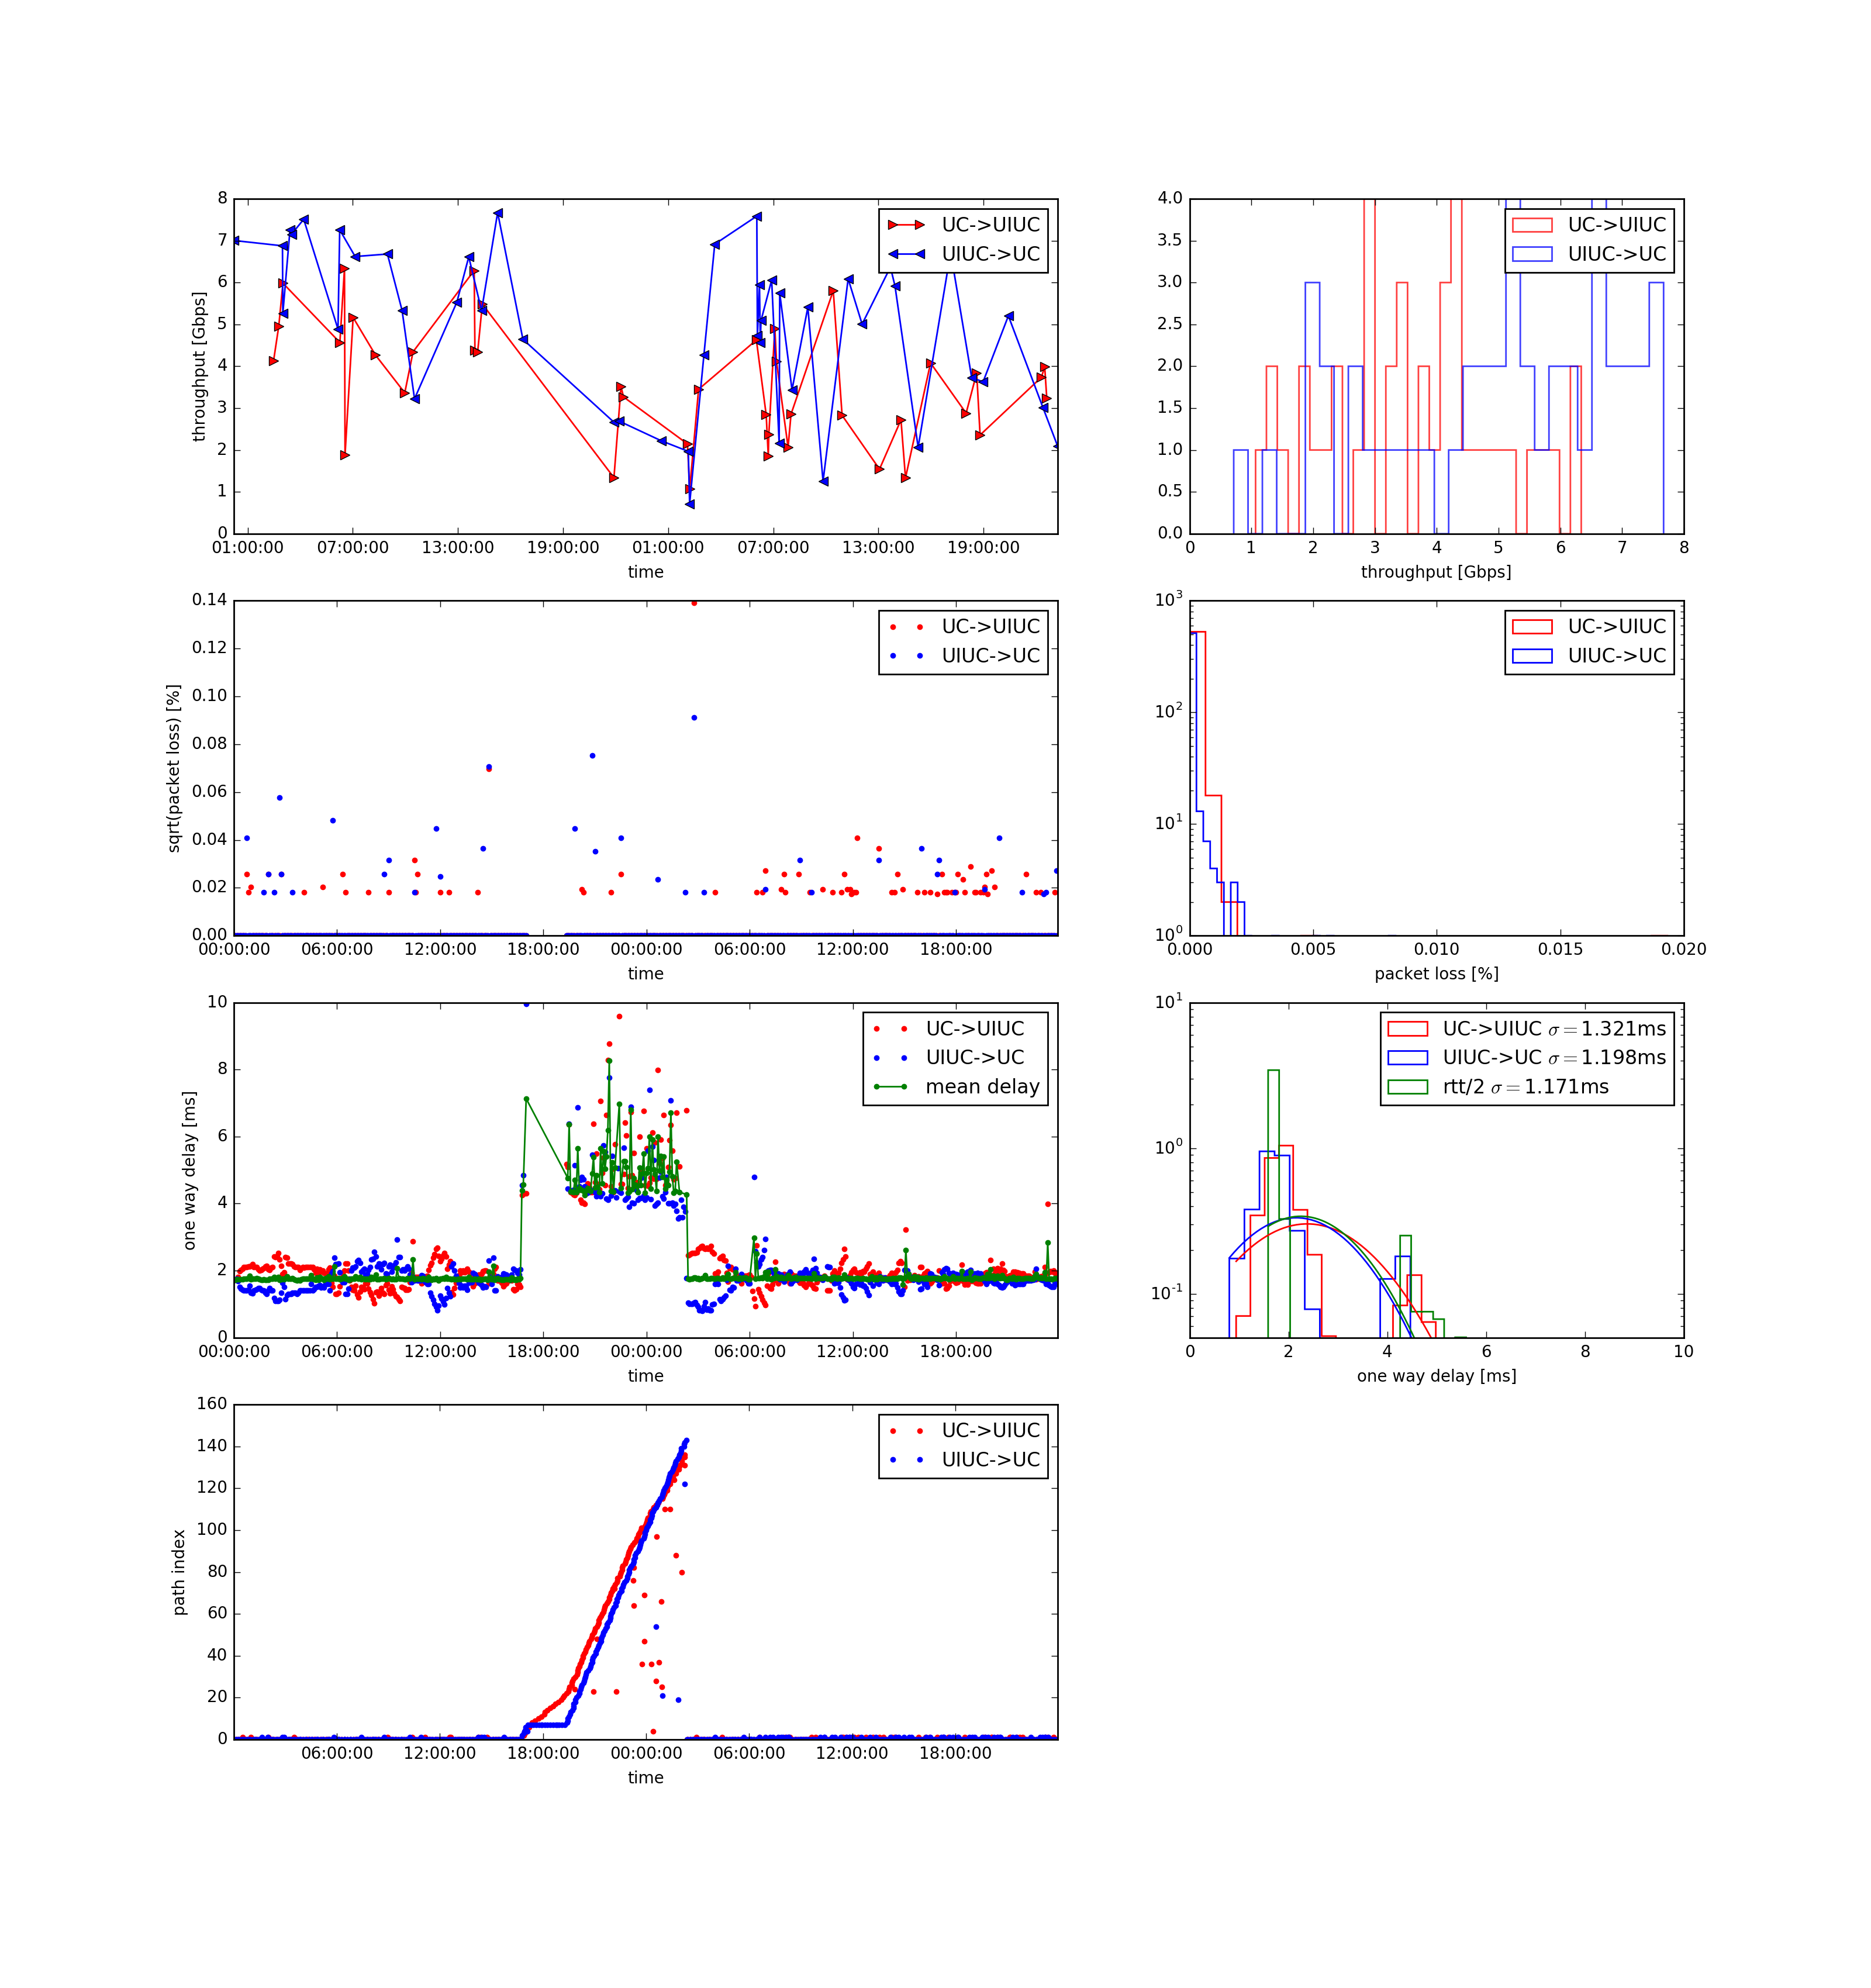 8
7
6
5
4
3
2
1
0
throughput [Gbps]
UC->UIUC
UIUC->UC
01:00:00 07:00:00 13:00:00 19:00:00 01:00:00 07:00:00 13:00:00 19:00:00
time
4.0
3.5
3.0
2.5
2.0
1.5
1.0
0.5
0.0
UC->UIUC
UIUC->UC
0 1 2 3 4 5 6 7 8
throughput [Gbps]
0.14
0.12
0.10
0.08
0.06
0.04
0.02
0.00
sqrt(packet loss) [%]
UC->UIUC
UIUC->UC
00:00:00 06:00:00 12:00:00 18:00:00 00:00:00 06:00:00 12:00:00 18:00:00
time
10³
10²
10¹
10⁰
UC->UIUC
UIUC->UC
0.000 0.005 0.010 0.015 0.020
packet loss [%]
10
8
6
4
2
0
one way delay [ms]
UC->UIUC
UIUC->UC
mean delay
00:00:00 06:00:00 12:00:00 18:00:00 00:00:00 06:00:00 12:00:00 18:00:00
time
10¹
10⁰
10⁻¹
UC->UIUC σ=1.321ms
UIUC->UC σ=1.198ms
rtt/2 σ=1.171ms
0 2 4 6 8 10
one way delay [ms]
160
140
120
100
80
60
40
20
0
path index
UC->UIUC
UIUC->UC
06:00:00 12:00:00 18:00:00 00:00:00 06:00:00 12:00:00 18:00:00
time